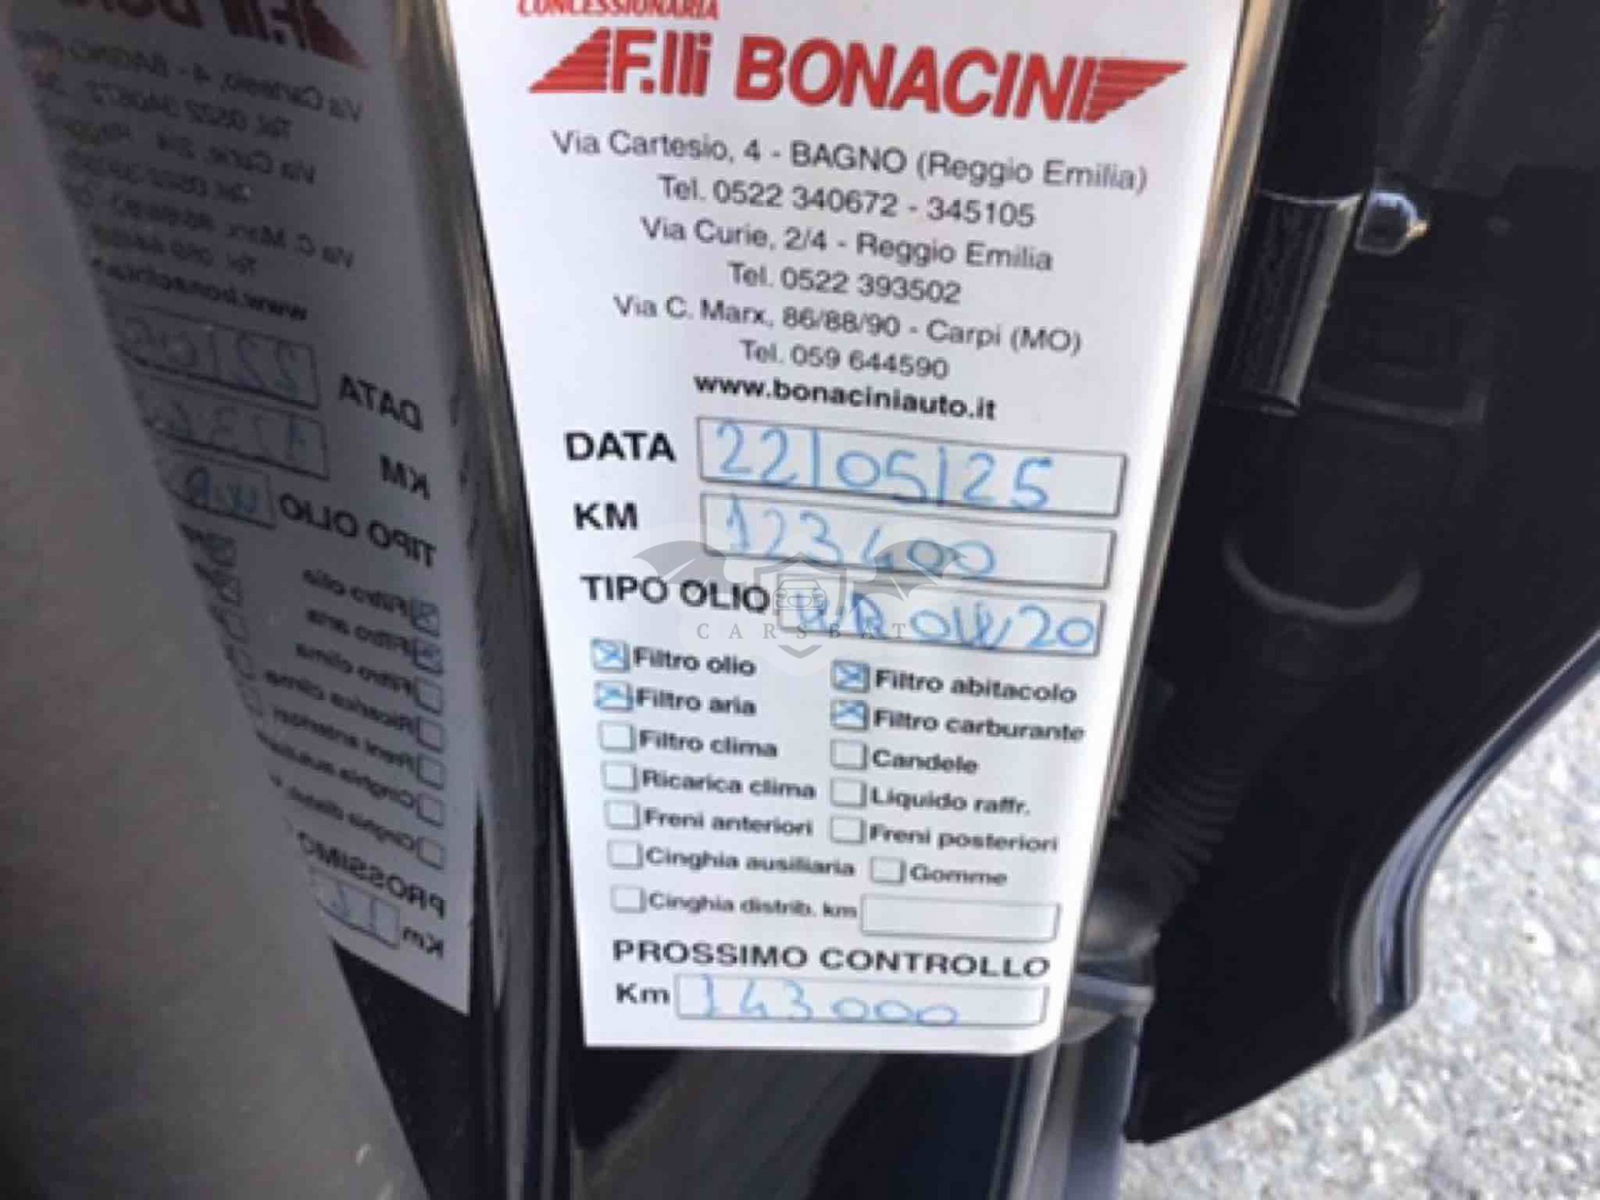 CONCESSIONARIA
F.lli BONACINI
Via Cartesio, 4 - BAGNO (Reggio Emilia)
Tel. 0522 340672 - 345105
Via Curie, 2/4 - Reggio Emilia
Tel. 0522 393502
Via C. Marx, 86/88/90 - Carpi (MO)
Tel. 059 644590
www.bonaciniauto.it
DATA 22/05/25
KM 123400
TIPO OLIO 0W20
CARSBAT
Filtro olio Filtro abitacolo
Filtro aria Filtro carburante
Filtro clima Candele
Ricarica clima Liquido raffr.
Freni anteriori Freni posteriori
Cinghia ausiliaria Gomme
Cinghia distrib. km
PROSSIMO CONTROLLO
Km 143000